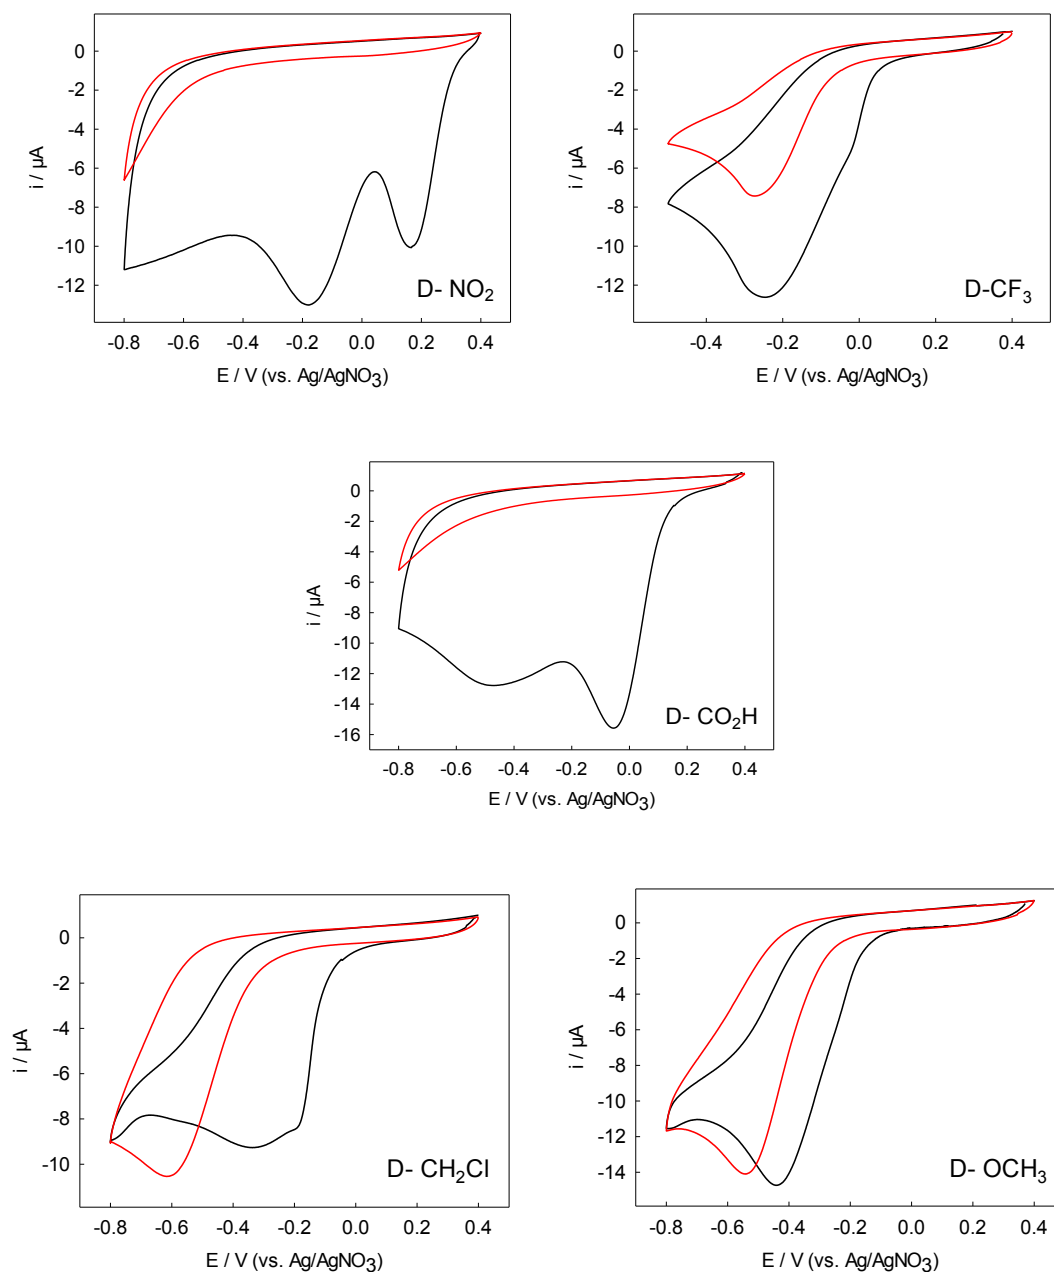 0
-2
-4
-6
-8
-10
-12
i / µA
D- NO₂
-0.8 -0.6 -0.4 -0.2 0.0 0.2 0.4
E / V (vs. Ag/AgNO₃)
0
-2
-4
-6
-8
-10
-12
i / µA
D-CF₃
-0.4 -0.2 0.0 0.2 0.4
E / V (vs. Ag/AgNO₃)
0
-2
-4
-6
-8
-10
-12
-14
-16
i / µA
D- CO₂H
-0.8 -0.6 -0.4 -0.2 0.0 0.2 0.4
E / V (vs. Ag/AgNO₃)
0
-2
-4
-6
-8
-10
i / µA
D- CH₂Cl
-0.8 -0.6 -0.4 -0.2 0.0 0.2 0.4
E / V (vs. Ag/AgNO₃)
0
-2
-4
-6
-8
-10
-12
-14
i / µA
D- OCH₃
-0.8 -0.6 -0.4 -0.2 0.0 0.2 0.4
E / V (vs. Ag/AgNO₃)